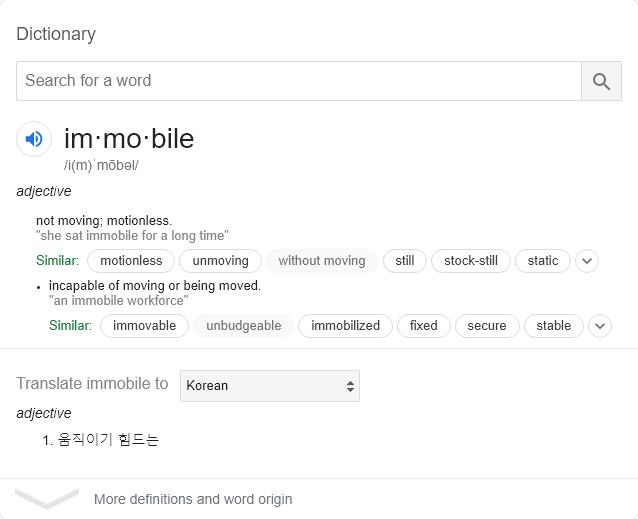 Dictionary
Search for a word
im·mo·bile
/i(m)ˈmōbəl/
adjective
not moving; motionless.
"she sat immobile for a long time"
Similar: motionless unmoving without moving still stock-still static
• incapable of moving or being moved.
"an immobile workforce"
Similar: immovable unbudgeable immobilized fixed secure stable
Translate immobile to Korean
adjective
1. 움직이기 힘드는
More definitions and word origin